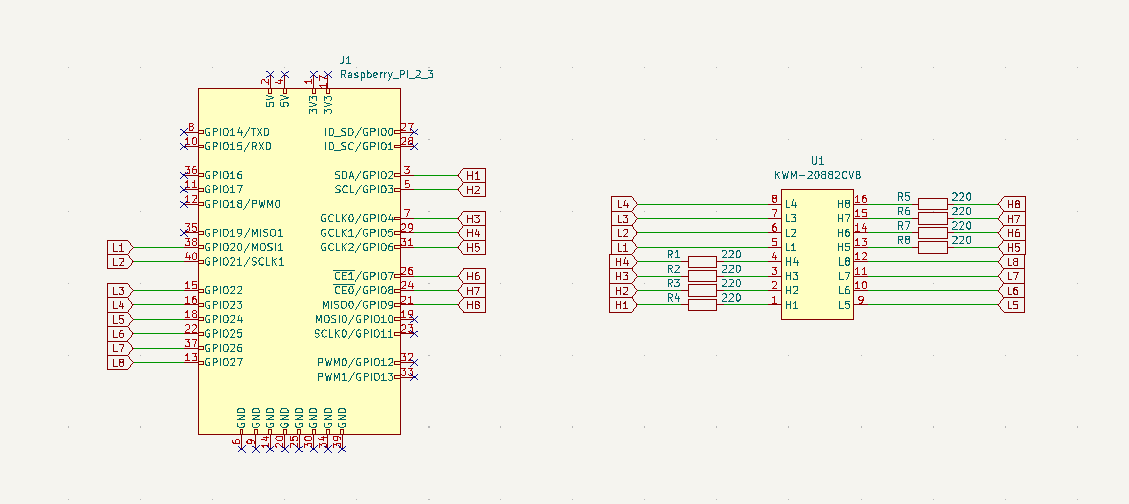 J1
Raspberry_Pi_2_3
2 4 1 17
5V 5V 3V3 3V3
8 GPIO14/TXD ID_SD/GPIO0 27
10 GPIO15/RXD ID_SC/GPIO1 28
36 GPIO16 SDA/GPIO2 3 H1
11 GPIO17 SCL/GPIO3 5 H2
12 GPIO18/PWM0
GCLK0/GPIO4 7 H3
35 GPIO19/MISO1 GCLK1/GPIO5 29 H4
L1 38 GPIO20/MOSI1 GCLK2/GPIO6 31 H5
L2 40 GPIO21/SCLK1
CE1/GPIO7 26 H6
L3 15 GPIO22 CE0/GPIO8 24 H7
L4 16 GPIO23 MISO0/GPIO9 21 H8
L5 18 GPIO24 MOSI0/GPIO10 19
L6 22 GPIO25 SCLK0/GPIO11 23
L7 37 GPIO26
L8 13 GPIO27 PWM0/GPIO12 32
PWM1/GPIO13 33
GND GND GND GND GND GND GND GND
6 9 14 20 25 30 34 39
U1
KWM-20882CVB
L4 8 L4 H8 16 R5 220 H8
L3 7 L3 H7 15 R6 220 H7
L2 6 L2 H6 14 R7 220 H6
L1 5 L1 H5 13 R8 220 H5
H4 R1 220 4 H4 L8 12 L8
H3 R2 220 3 H3 L7 11 L7
H2 R3 220 2 H2 L6 10 L6
H1 R4 220 1 H1 L5 9 L5